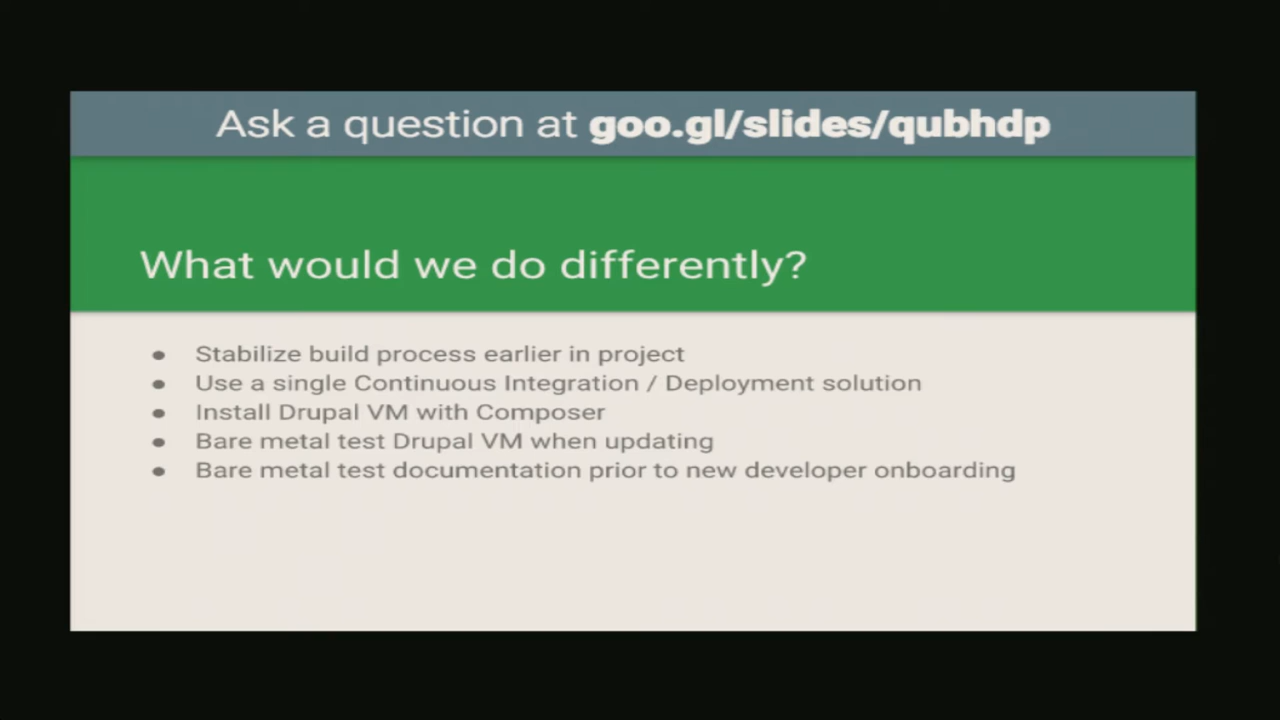 Ask a question at goo.gl/slides/qubhdp
What would we do differently?
● Stabilize build process earlier in project
● Use a single Continuous Integration / Deployment solution
● Install Drupal VM with Composer
● Bare metal test Drupal VM when updating
● Bare metal test documentation prior to new developer onboarding